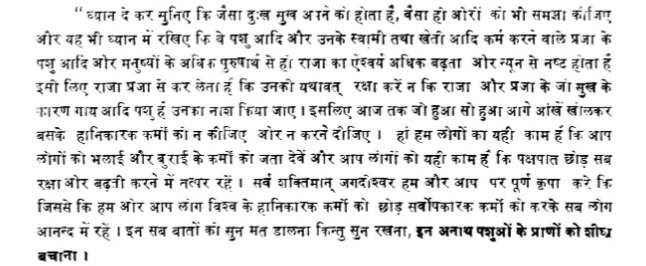 “ ध्यान दे कर सुनिए कि जैसा दुःख सुख अपने को होता है, वैसा हो औरों को भी समझा कीजिए
और यह भी ध्यान में रखिए कि वे पशु आदि और उनके स्वामी तथा खेती आदि कर्म करने वाले प्रजा के
पशु आदि और मनुष्यों के अधिक पुरुषार्थ से ही राजा का ऐश्वर्य अधिक बढ़ता और न्यून से नष्ट होता है
इसी लिए राजा प्रजा से कर लेता है कि उनकी यथावत् रक्षा करें न कि राजा और प्रजा के जो सुख के
कारण गाय आदि पशु हैं उनका नाश किया जाए । इसलिए आज तक जो हुआ सो हुआ आगे आंखें खोलकर
सबके हानिकारक कर्मों को न कीजिए और न करने दीजिए । हां हम लोगों का यही काम है कि आप
लोगों को भलाई और बुराई के कर्मों को जता देवें और आप लोगों को यही काम है कि पक्षपात छोड़ सब
रक्षा और बढ़ती करने में तत्पर रहें । सर्व शक्तिमान् जगदीश्वर हम और आप पर पूर्ण कृपा करे कि
जिससे कि हम और आप लोग विश्व के हानिकारक कर्मों को छोड़ सर्वोपकारक कर्मों को करके सब लोग
आनन्द में रहें । इन सब बातों को सुन मत डालना किन्तु सुन रखना, इन अनाथ पशुओं के प्राणों को शीघ्र
बचाना ।